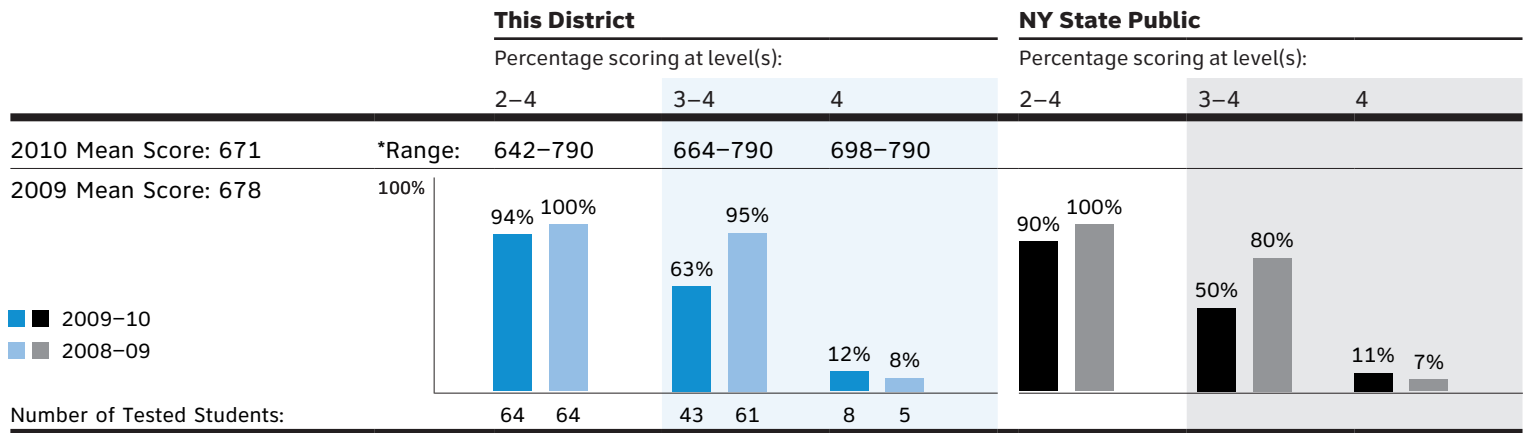 This District NY State Public
Percentage scoring at level(s): Percentage scoring at level(s):
2–4 3–4 4 2–4 3–4 4
2010 Mean Score: 671 *Range: 642–790 664–790 698–790
2009 Mean Score: 678 100%
94% 100% 95% 90% 100%
63% 50% 80%
12% 8% 11% 7%
2009–10
2008–09
Number of Tested Students: 64 64 43 61 8 5